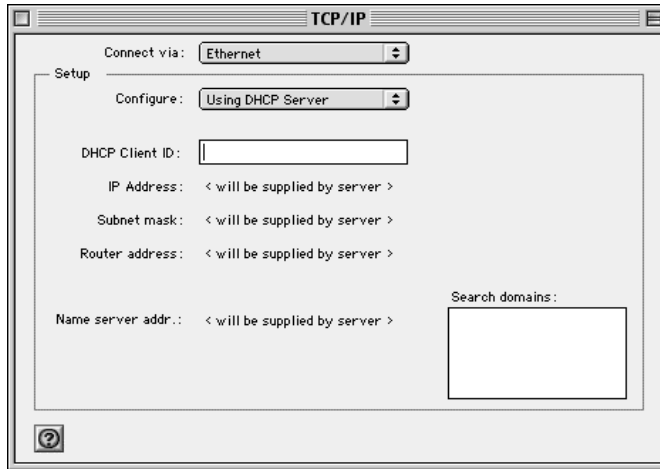 TCP/IP
Connect via: Ethernet
Setup
Configure: Using DHCP Server
DHCP Client ID:
IP Address: < will be supplied by server >
Subnet mask: < will be supplied by server >
Router address: < will be supplied by server >
Search domains:
Name server addr.: < will be supplied by server >
?